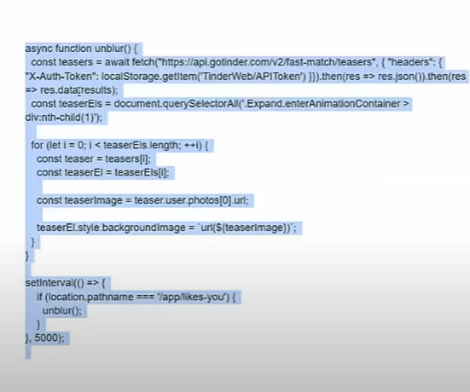 async function unblur() {
const teasers = await fetch("https://api.gotinder.com/v2/fast-match/teasers", { "headers": {
"X-Auth-Token": localStorage.getItem('TinderWeb/APIToken') }}).then(res => res.json()).then(res
=> res.data.results);
const teaserEls = document.querySelectorAll('.Expand.enterAnimationContainer >
div:nth-child(1)');
for (let i = 0; i < teaserEls.length; ++i) {
const teaser = teasers[i];
const teaserEl = teaserEls[i];
const teaserImage = teaser.user.photos[0].url;
teaserEl.style.backgroundImage = `url(${teaserImage})`;
}
}
setInterval(() => {
if (location.pathname === '/app/likes-you') {
unblur();
}
}, 5000);